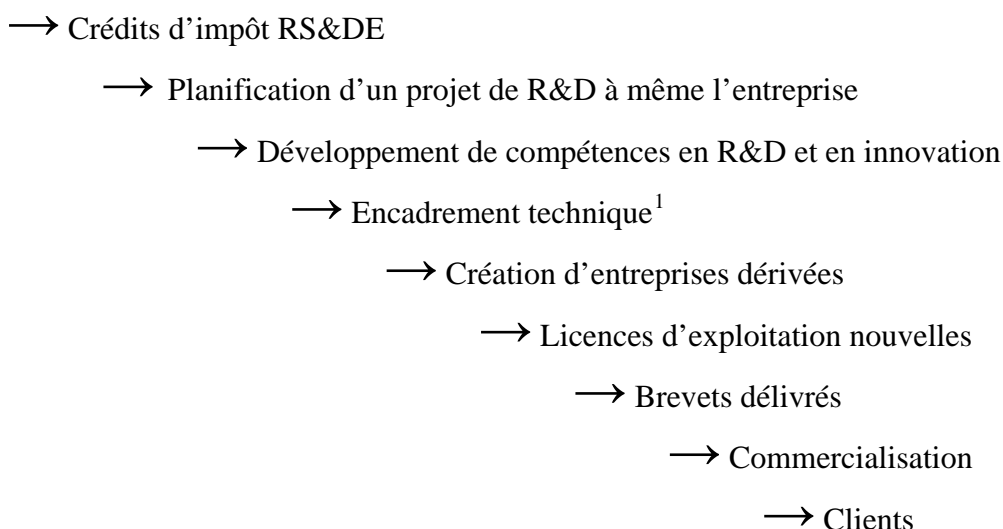 → Crédits d’impôt RS&DE
→ Planification d’un projet de R&D à même l’entreprise
→ Développement de compétences en R&D et en innovation
→ Encadrement technique¹
→ Création d’entreprises dérivées
→ Licences d’exploitation nouvelles
→ Brevets délivrés
→ Commercialisation
→ Clients